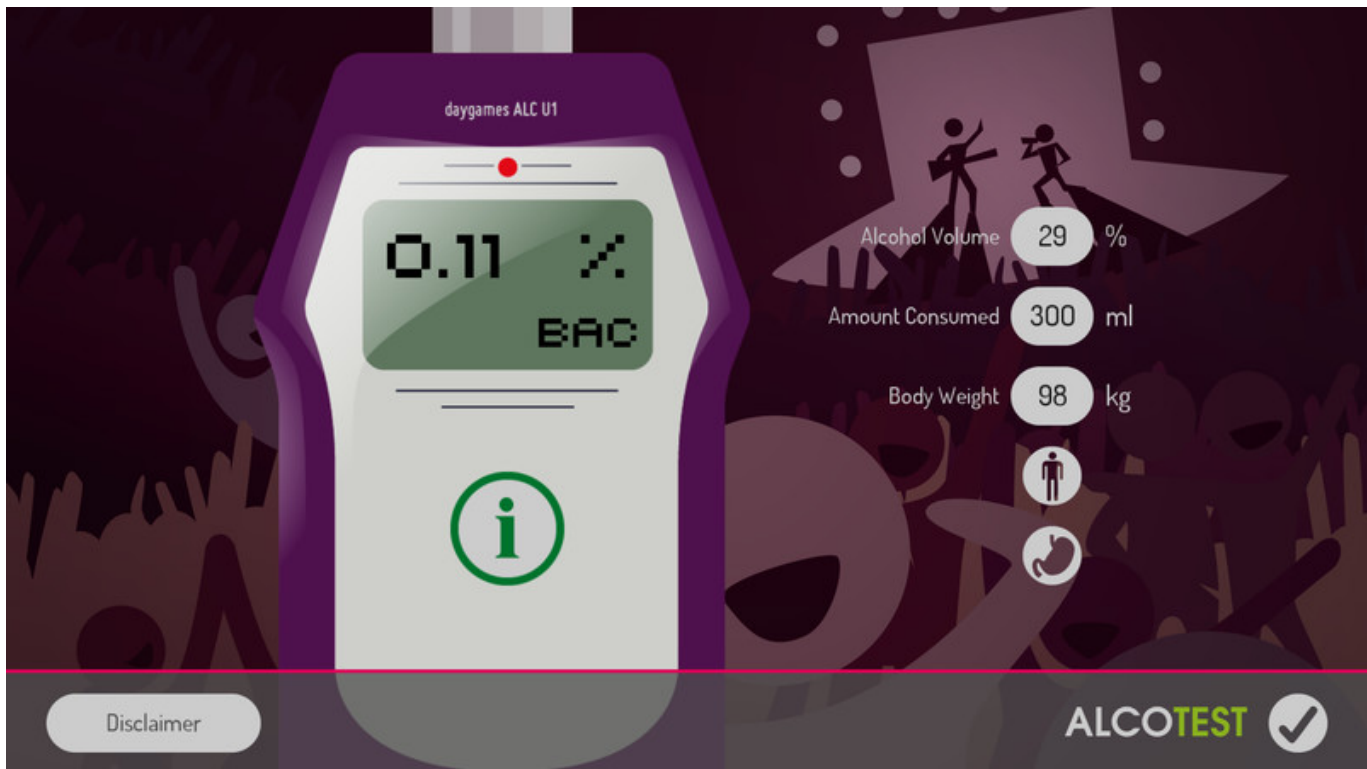 daygames ALC U1
0.11 %
BAC
i
Alcohol Volume 29 %
Amount Consumed 300 ml
Body Weight 98 kg
Disclaimer
ALCOTEST